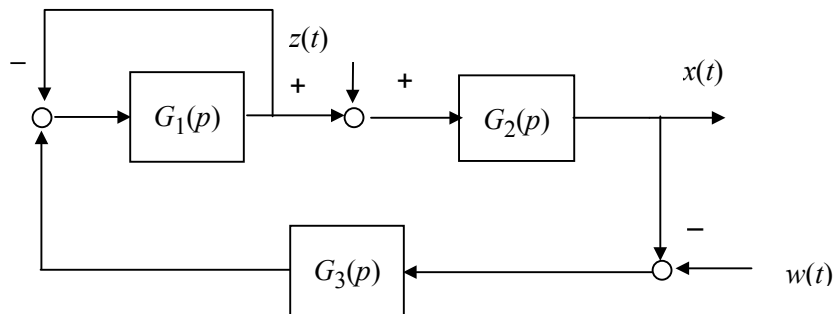 –
z(t)
x(t)
+
+
G₁(p)
G₂(p)
–
G₃(p)
w(t)